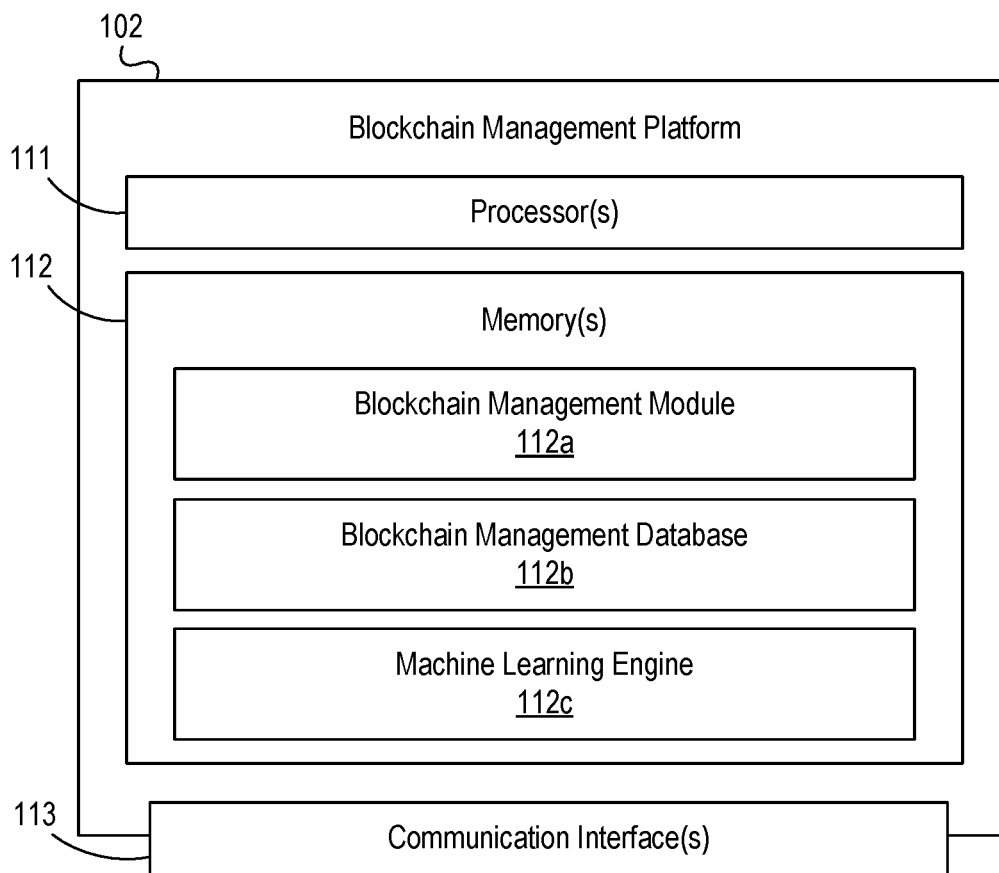 102
Blockchain Management Platform
111
Processor(s)
112
Memory(s)
Blockchain Management Module
112a
Blockchain Management Database
112b
Machine Learning Engine
112c
113
Communication Interface(s)